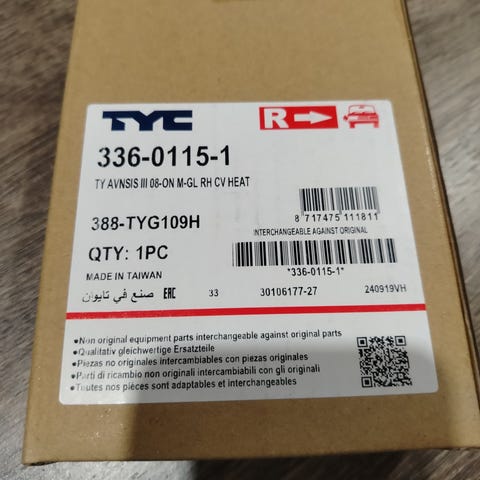 TYC
R
336-0115-1
TY AVNSIS III 08-ON M-GL RH CV HEAT
388-TYG109H
8 717475 111811
INTERCHANGEABLE AGAINST ORIGINAL
QTY: 1PC
*336-0115-1*
MADE IN TAIWAN
صنع في تايوان EAC 33 30106177-27 240919VH
•Non original equipment parts interchangeable against original parts
•Qualitativ gleichwertige Ersatzteile
•Piezas no originales intercambiables con piezas originales
•Parti di ricambio non originali intercambiabili con gli originali
•Toutes nos pièces sont adaptables et interchangeables